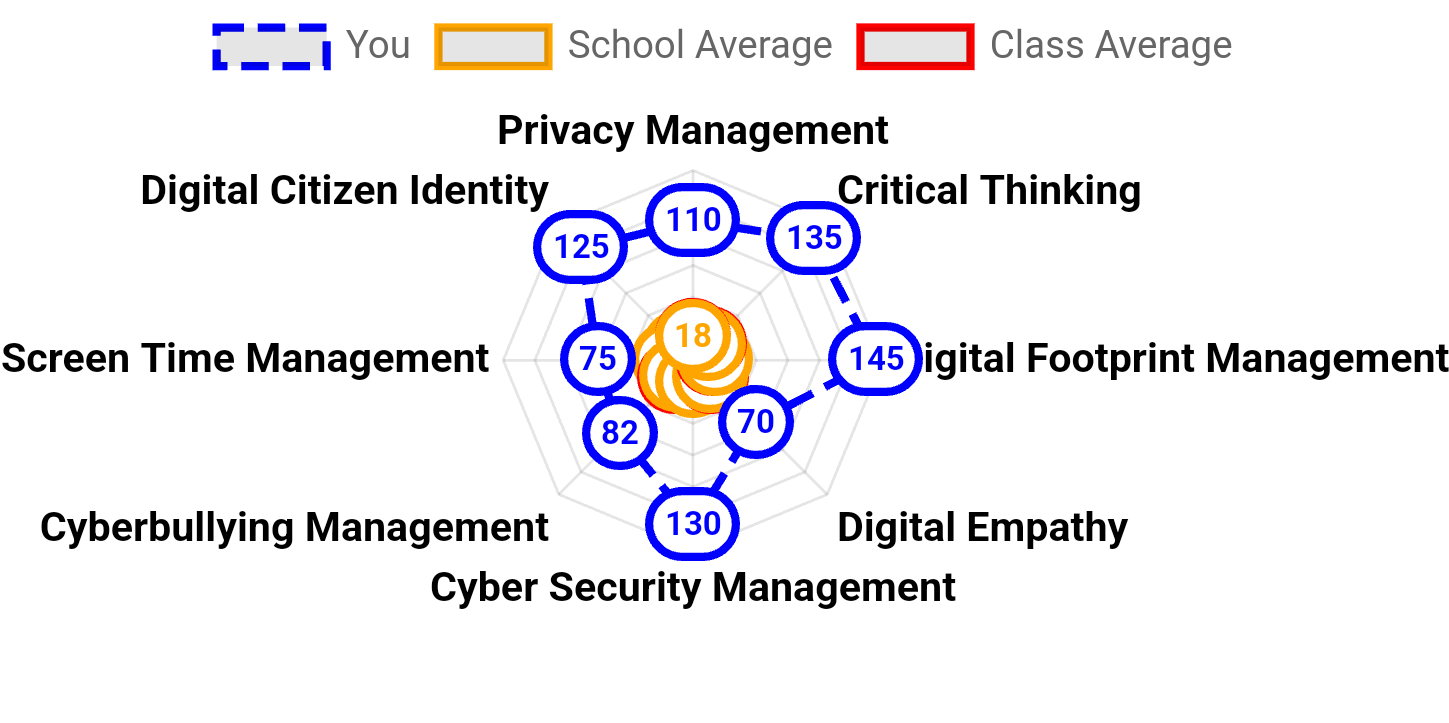 You School Average Class Average
Privacy Management
Digital Citizen Identity
Critical Thinking
110
135
125
18
Screen Time Management
75
145
igital Footprint Management
70
82
130
Cyberbullying Management
Digital Empathy
Cyber Security Management